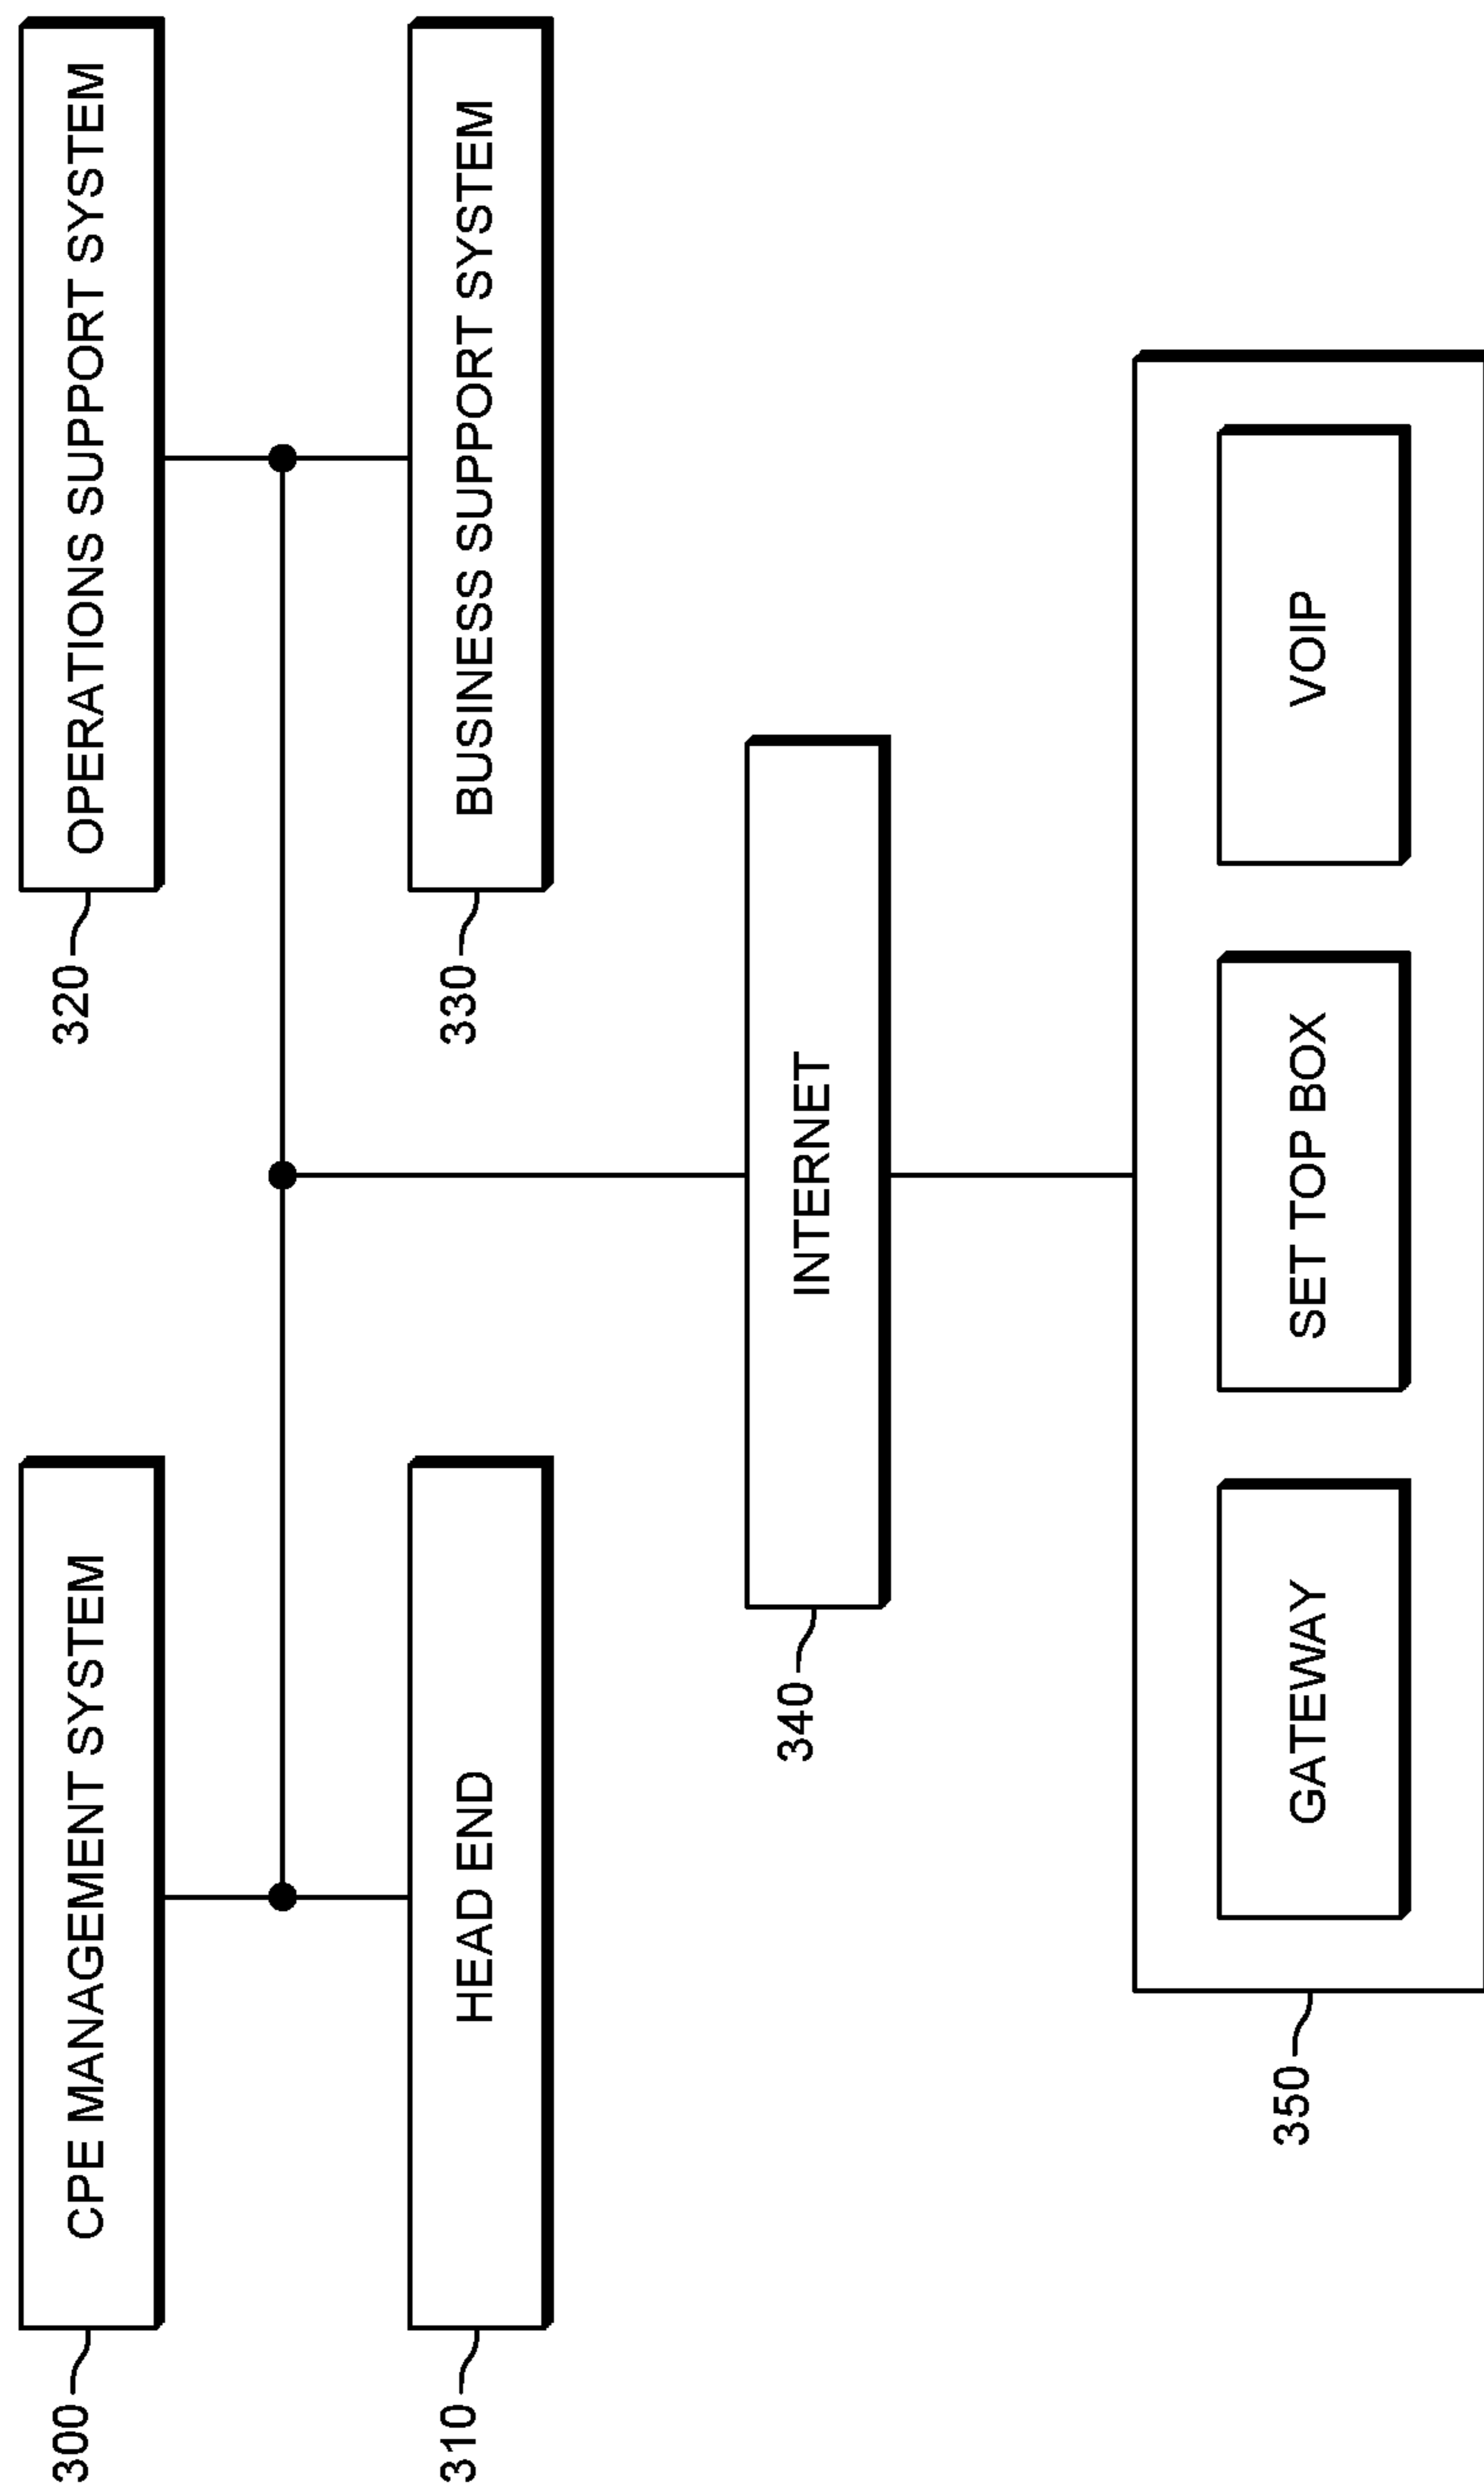 300
CPE MANAGEMENT SYSTEM
320
OPERATIONS SUPPORT SYSTEM
310
HEAD END
330
BUSINESS SUPPORT SYSTEM
340
INTERNET
350
GATEWAY
SET TOP BOX
VOIP